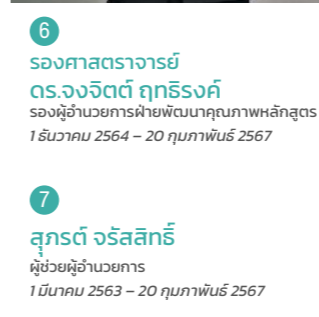 6
รองศาสตราจารย์
ดร.จงจิตต์ ฤทธิรงค์
รองผู้อำนวยการฝ่ายพัฒนาคุณภาพหลักสูตร
1 ธันวาคม 2564 – 20 กุมภาพันธ์ 2567
7
สุภรต์ จรัสสิทธิ์
ผู้ช่วยผู้อำนวยการ
1 มีนาคม 2563 – 20 กุมภาพันธ์ 2567